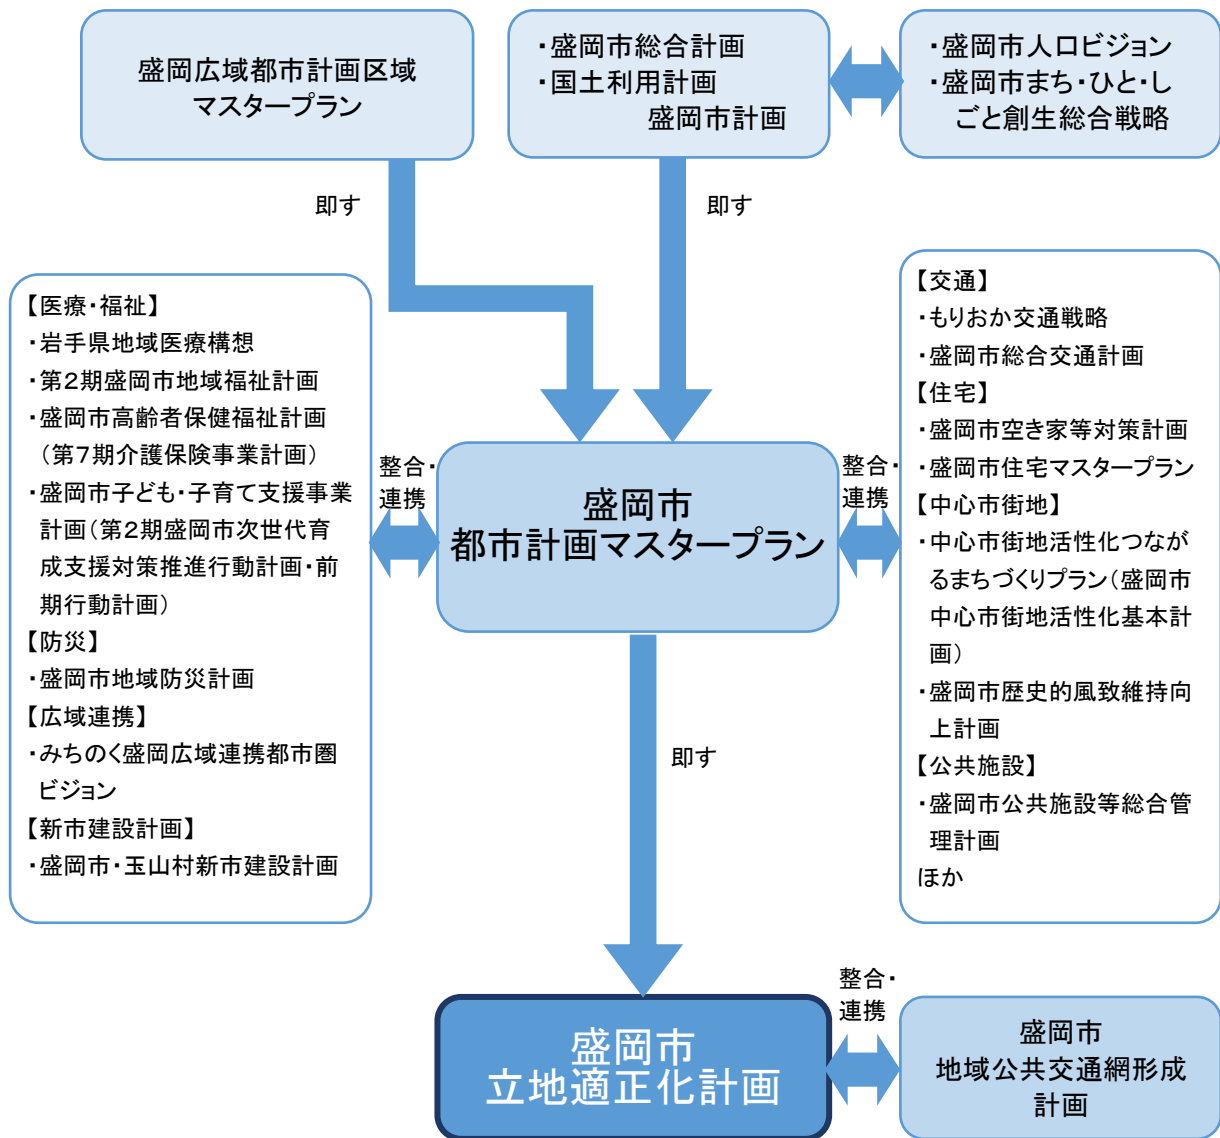 盛岡広域都市計画区域
マスタープラン
・盛岡市総合計画
・国土利用計画
盛岡市計画
・盛岡市人口ビジョン
・盛岡市まち・ひと・し
ごと創生総合戦略
即す
即す
【医療・福祉】
・岩手県地域医療構想
・第2期盛岡市地域福祉計画
・盛岡市高齢者保健福祉計画
（第7期介護保険事業計画）
・盛岡市子ども・子育て支援事業
計画（第2期盛岡市次世代育
成支援対策推進行動計画・前
期行動計画）
【防災】
・盛岡市地域防災計画
【広域連携】
・みちのく盛岡広域連携都市圏
ビジョン
【新市建設計画】
・盛岡市・玉山村新市建設計画
整合・
連携
盛岡市
都市計画マスタープラン
整合・
連携
【交通】
・もりおか交通戦略
・盛岡市総合交通計画
【住宅】
・盛岡市空き家等対策計画
・盛岡市住宅マスタープラン
【中心市街地】
・中心市街地活性化つなが
るまちづくりプラン（盛岡市
中心市街地活性化基本計
画）
・盛岡市歴史的風致維持向
上計画
【公共施設】
・盛岡市公共施設等総合管
理計画
ほか
即す
盛岡市
立地適正化計画
整合・
連携
盛岡市
地域公共交通網形成
計画